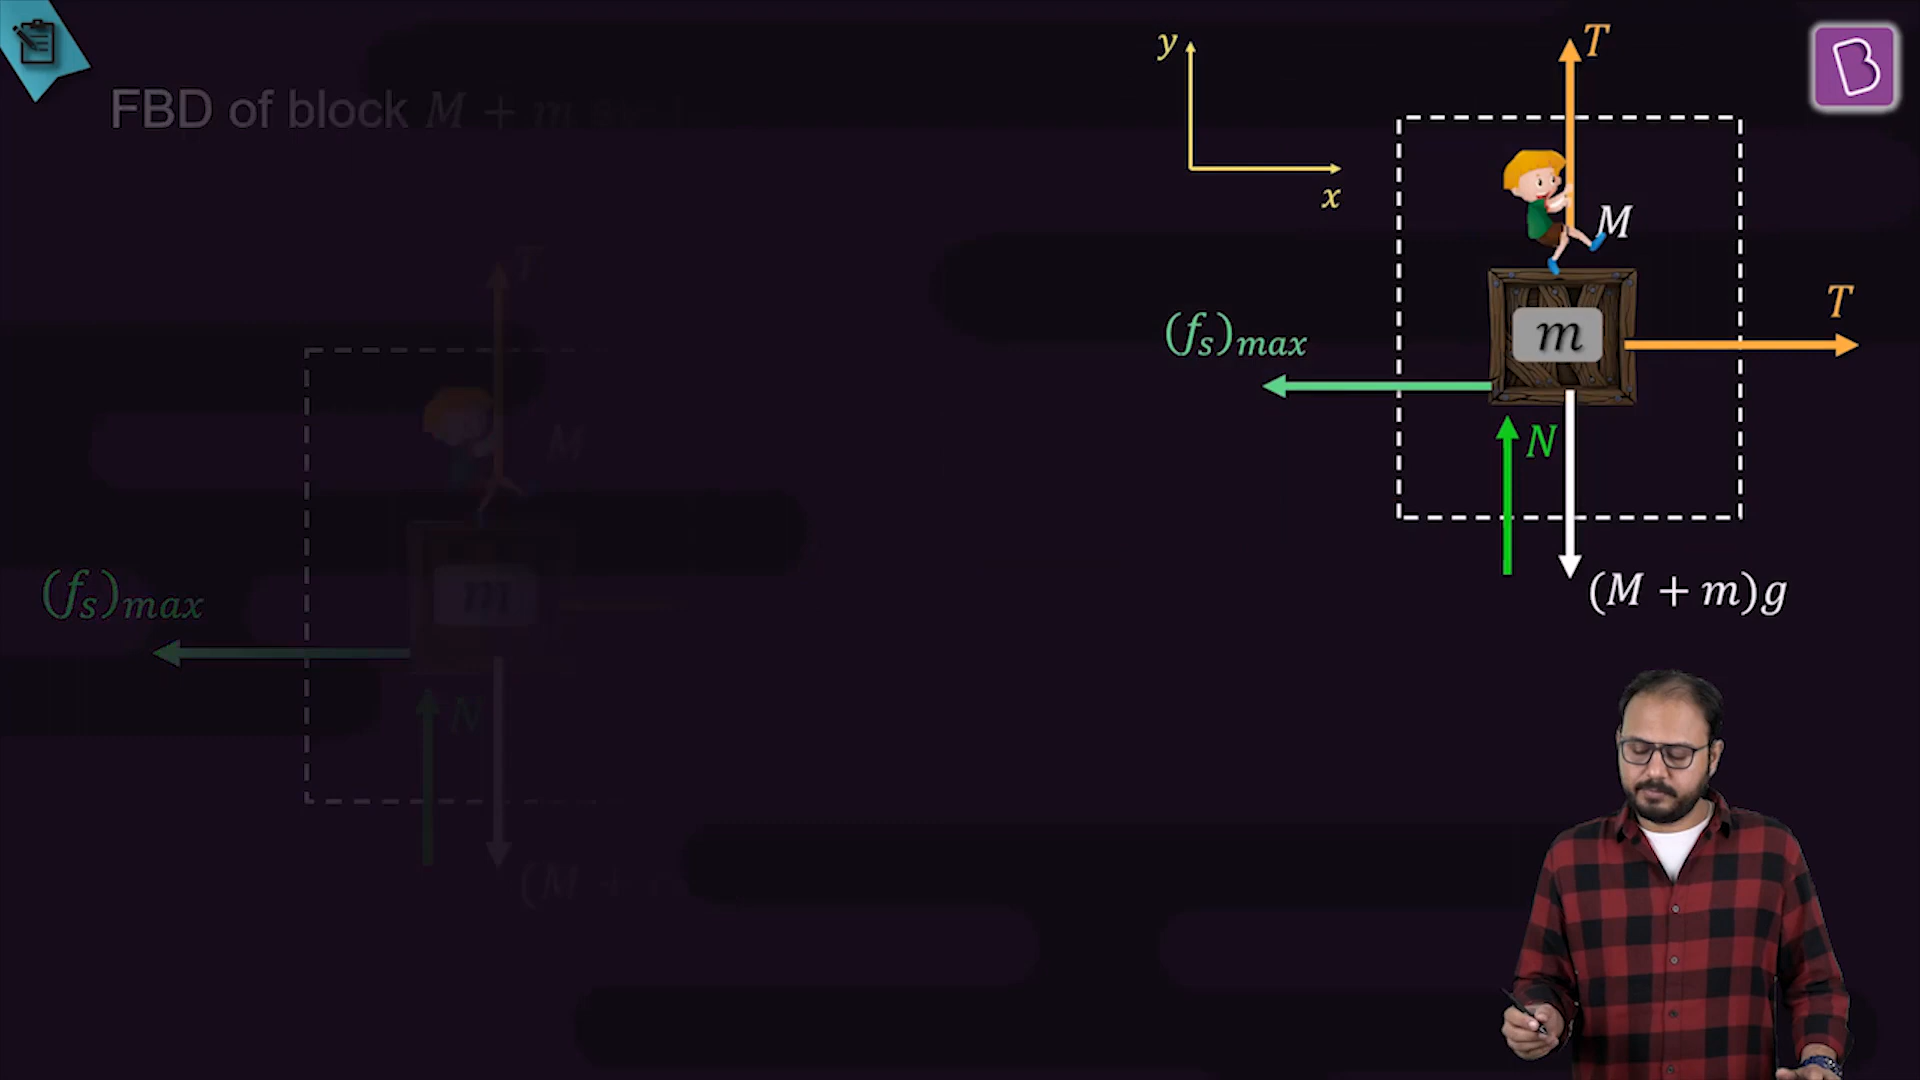 FBD of block M + m
y
x
T
M
m
T
(fₛ)ₘₐₓ
N
(M + m)g
T
M
m
(fₛ)ₘₐₓ
N
(M +
B